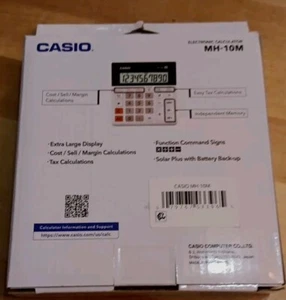 CASIO
ELECTRONIC CALCULATOR
MH-10M
1234567890
Cost / Sell / Margin
Calculations
Easy Tax Calculations
Independent Memory
· Extra Large Display
· Cost / Sell / Margin Calculations
· Tax Calculations
· Function Command Signs
· Solar Plus with Battery Back-up
CASIO MH-10M
Calculator Information and Support
https://www.casio.com/us/calc
CASIO COMPUTER CO., LTD.